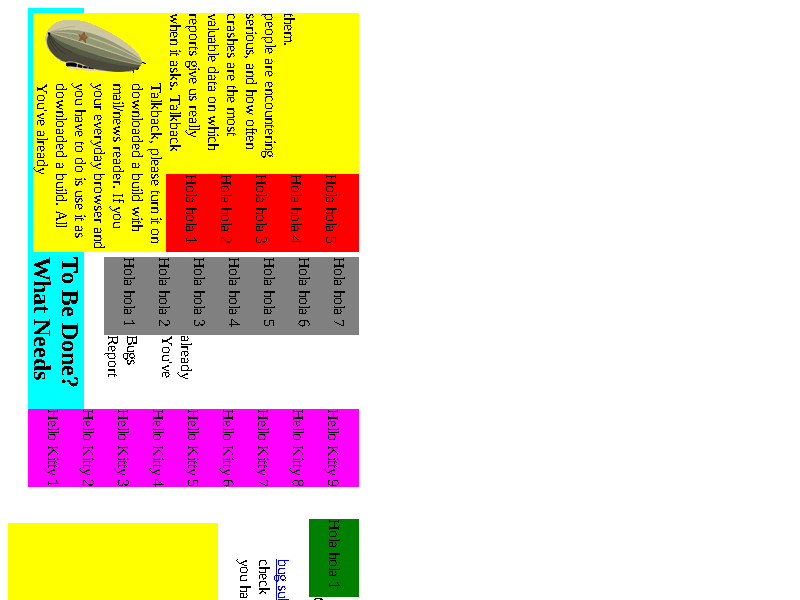 You've already
downloaded a build. All
you have to do is use it as
your everyday browser and
mail/news reader. If you
downloaded a build with
Talkback, please turn it on
when it asks. Talkback
reports give us really
valuable data on which
crashes are the most
serious, and how often
people are encountering
them.
Hola hola 1
Hola hola 2
Hola hola 3
Hola hola 4
Hola hola 5
What Needs
To Be Done?
Hola hola 1
Hola hola 2
Hola hola 3
Hola hola 4
Hola hola 5
Hola hola 6
Hola hola 7
Report
Bugs
You've
already
Hello Kitty 1
Hello Kitty 2
Hello Kitty 3
Hello Kitty 4
Hello Kitty 5
Hello Kitty 6
Hello Kitty 7
Hello Kitty 8
Hello Kitty 9
you ha
check
bug
Hola hola 1